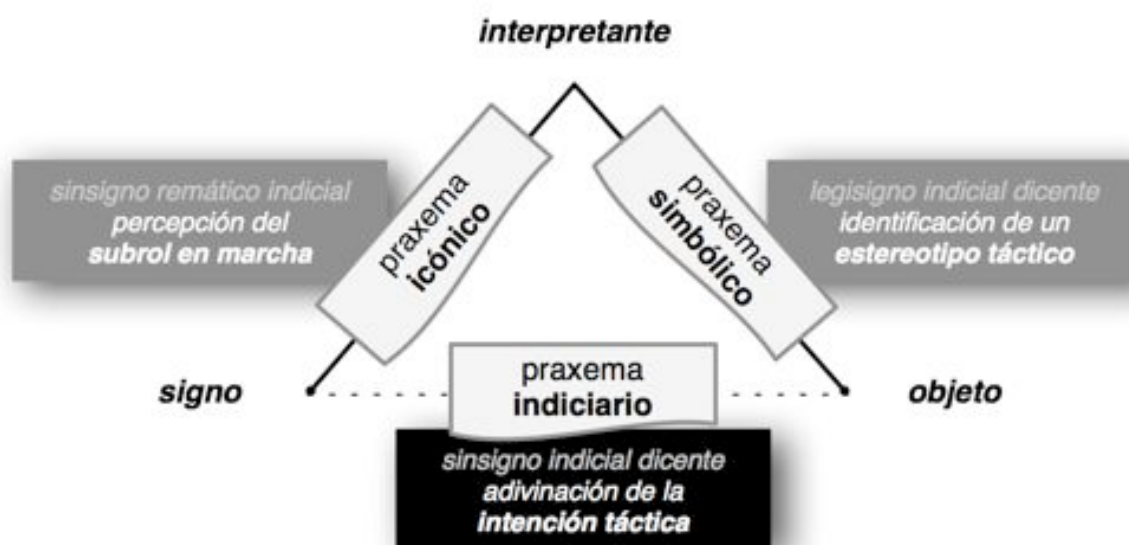 interpretante
sinsigno remático indicial
percepción del
subrol en marcha
praxema
icónico
praxema
simbólico
legisigno indicial dicente
identificación de un
estereotipo táctico
signo
praxema
indiciario
objeto
sinsigno indicial dicente
adivinación de la
intención táctica